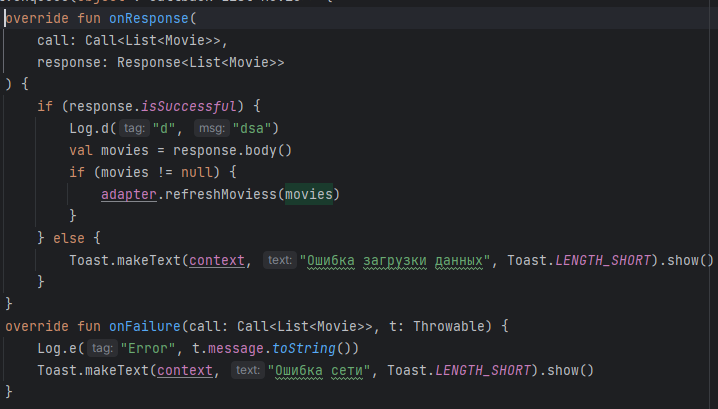 override fun onResponse(
call: Call<List<Movie>>,
response: Response<List<Movie>>
) {
if (response.isSuccessful) {
Log.d( tag: "d", msg: "dsa")
val movies = response.body()
if (movies != null) {
adapter.refreshMoviess(movies)
}
} else {
Toast.makeText(context, text: "Ошибка загрузки данных", Toast.LENGTH_SHORT).show()
}
}
override fun onFailure(call: Call<List<Movie>>, t: Throwable) {
Log.e( tag: "Error", t.message.toString())
Toast.makeText(context, text: "Ошибка сети", Toast.LENGTH_SHORT).show()
}